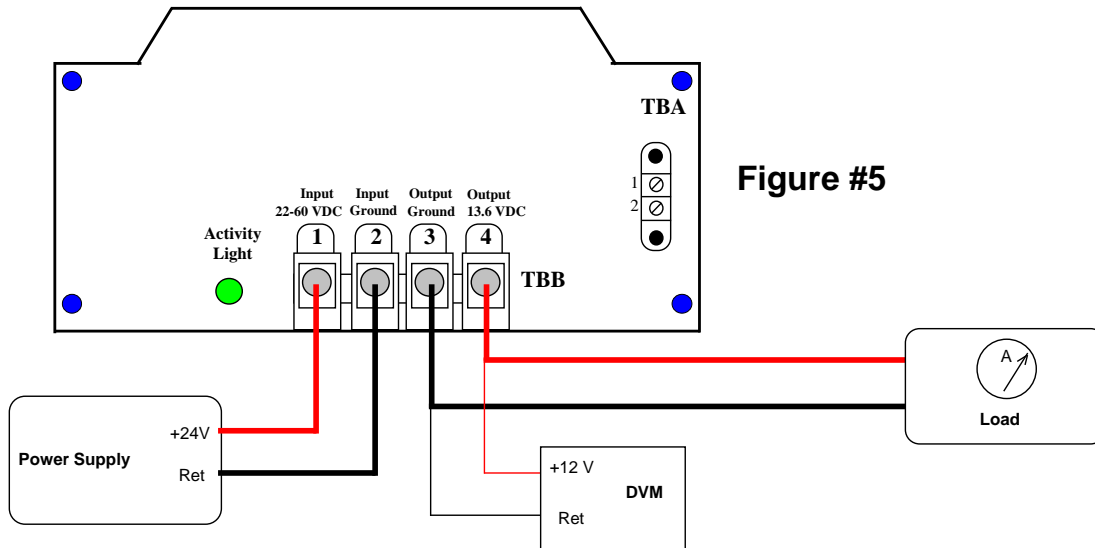 TBA
Figure #5
1
2
Input
22-60 VDC
Input
Ground
Output
Ground
Output
13.6 VDC
1
2
3
4
Activity
Light
TBB
A
Load
+24V
Power Supply
Ret
+12 V
DVM
Ret